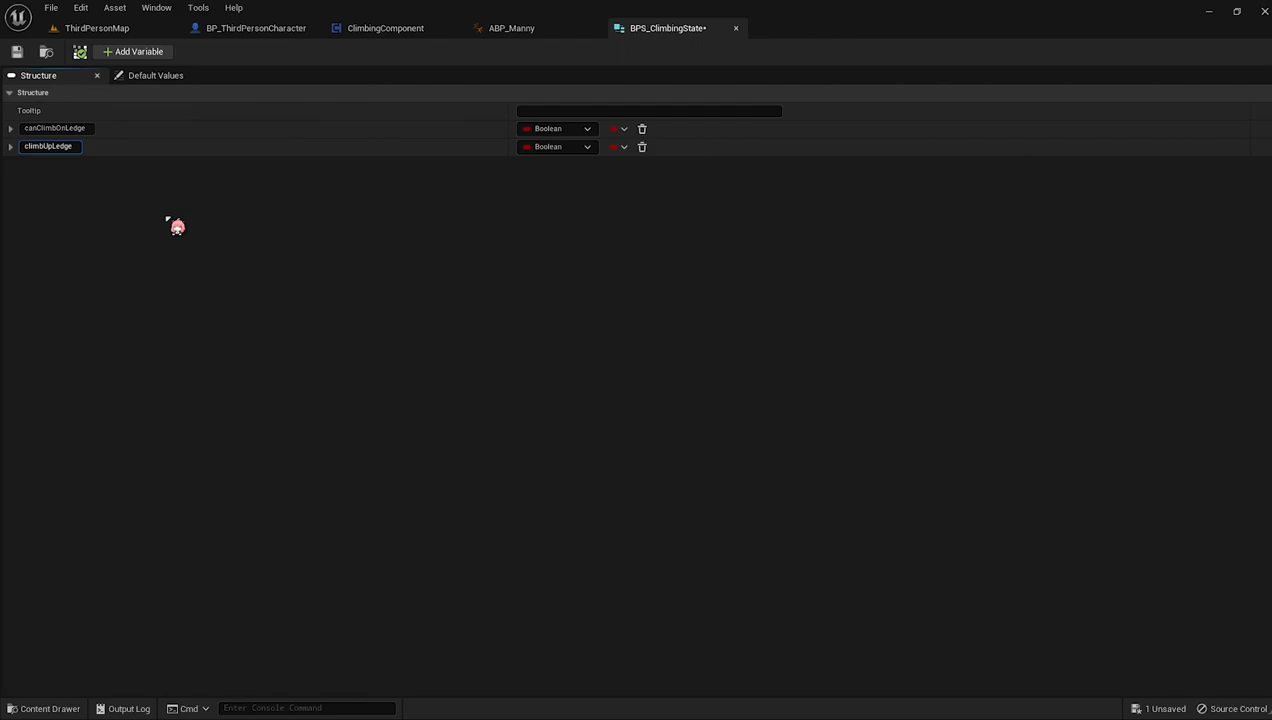 File Edit Asset Window Tools Help
ThirdPersonMap BP_ThirdPersonCharacter ClimbingComponent ABP_Manny BPS_ClimbingState•
Add Variable
Structure Default Values
Structure
Tooltip
canClimbOnLedge Boolean
climbUpLedge Boolean
Content Drawer Output Log Cmd Enter Console Command 1 Unsaved Source Control